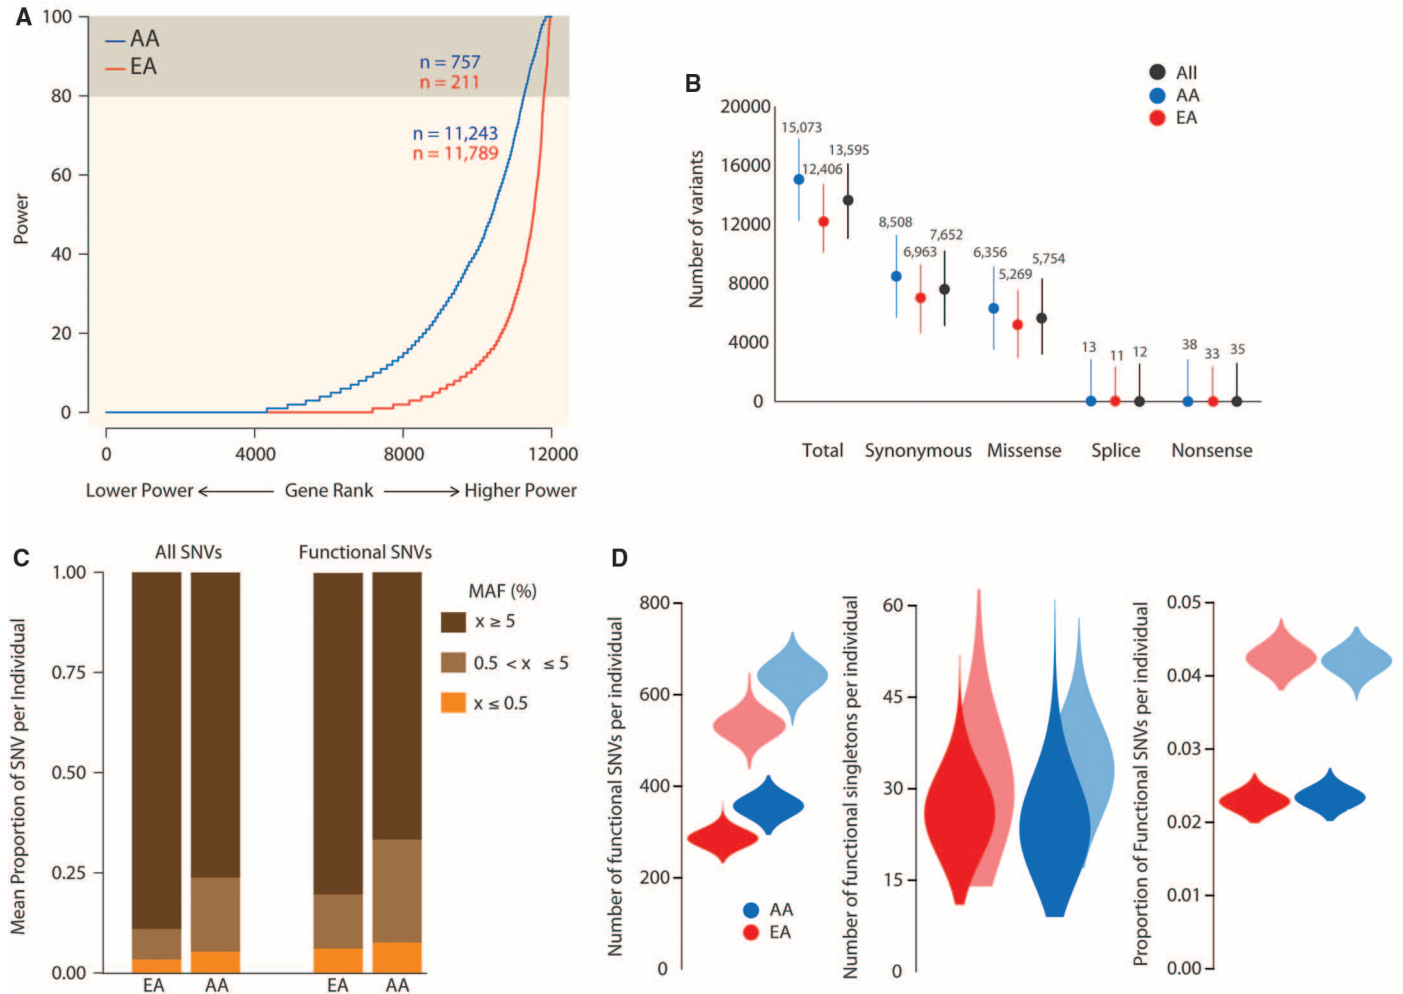 A
100
80
60
40
20
0
Power
AA
EA
n = 757
n = 211
n = 11,243
n = 11,789
0 4000 8000 12000
Lower Power Gene Rank Higher Power
B
All
AA
EA
Number of variants
20000
16000
12000
8000
4000
0
15,073
12,406
13,595
8,508
6,963
7,652
6,356
5,269
5,754
13
11
12
38
33
35
Total Synonymous Missense Splice Nonsense
C
All SNVs Functional SNVs
Mean Proportion of SNV per Individual
1.00
0.75
0.50
0.25
0.00
EA AA EA AA
MAF (%)
x ≥ 5
0.5 < x ≤ 5
x ≤ 0.5
D
Number of functional SNVs per individual
800
600
400
200
0
AA
EA
Number of functional singletons per individual
60
45
30
15
0
Proportion of Functional SNVs per individual
0.05
0.04
0.03
0.02
0.01
0.00